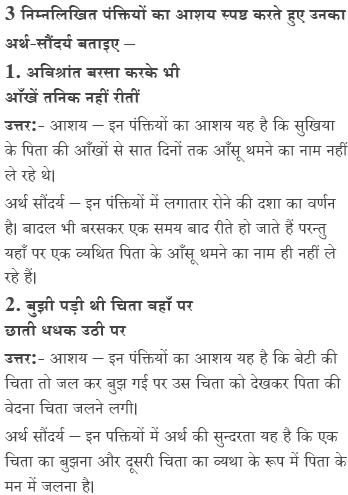 3 निम्नलिखित पंक्तियों का आशय स्पष्ट करते हुए उनका
अर्थ-सौंदर्य बताइए –
1. अविश्रांत बरसा करके भी
आँखें तनिक नहीं रीतीं
उत्तर:- आशय – इन पंक्तियों का आशय यह है कि सुखिया
के पिता की आँखों से सात दिनों तक आँसू थमने का नाम नहीं
ले रहे थे।
अर्थ सौंदर्य – इन पंक्तियों में लगातार रोने की दशा का वर्णन
है। बादल भी बरसकर एक समय बाद रीते हो जाते हैं परन्तु
यहाँ पर एक व्यथित पिता के आँसू थमने का नाम ही नहीं ले
रहे हैं।
2. बुझी पड़ी थी चिता वहाँ पर
छाती धधक उठी पर
उत्तर:- आशय – इन पंक्तियों का आशय यह है कि बेटी की
चिता तो जल कर बुझ गई पर उस चिता को देखकर पिता की
वेदना चिता जलने लगी।
अर्थ सौंदर्य – इन पक्तियों में अर्थ की सुन्दरता यह है कि एक
चिता का बुझना और दूसरी चिता का व्यथा के रूप में पिता के
मन में जलना है।